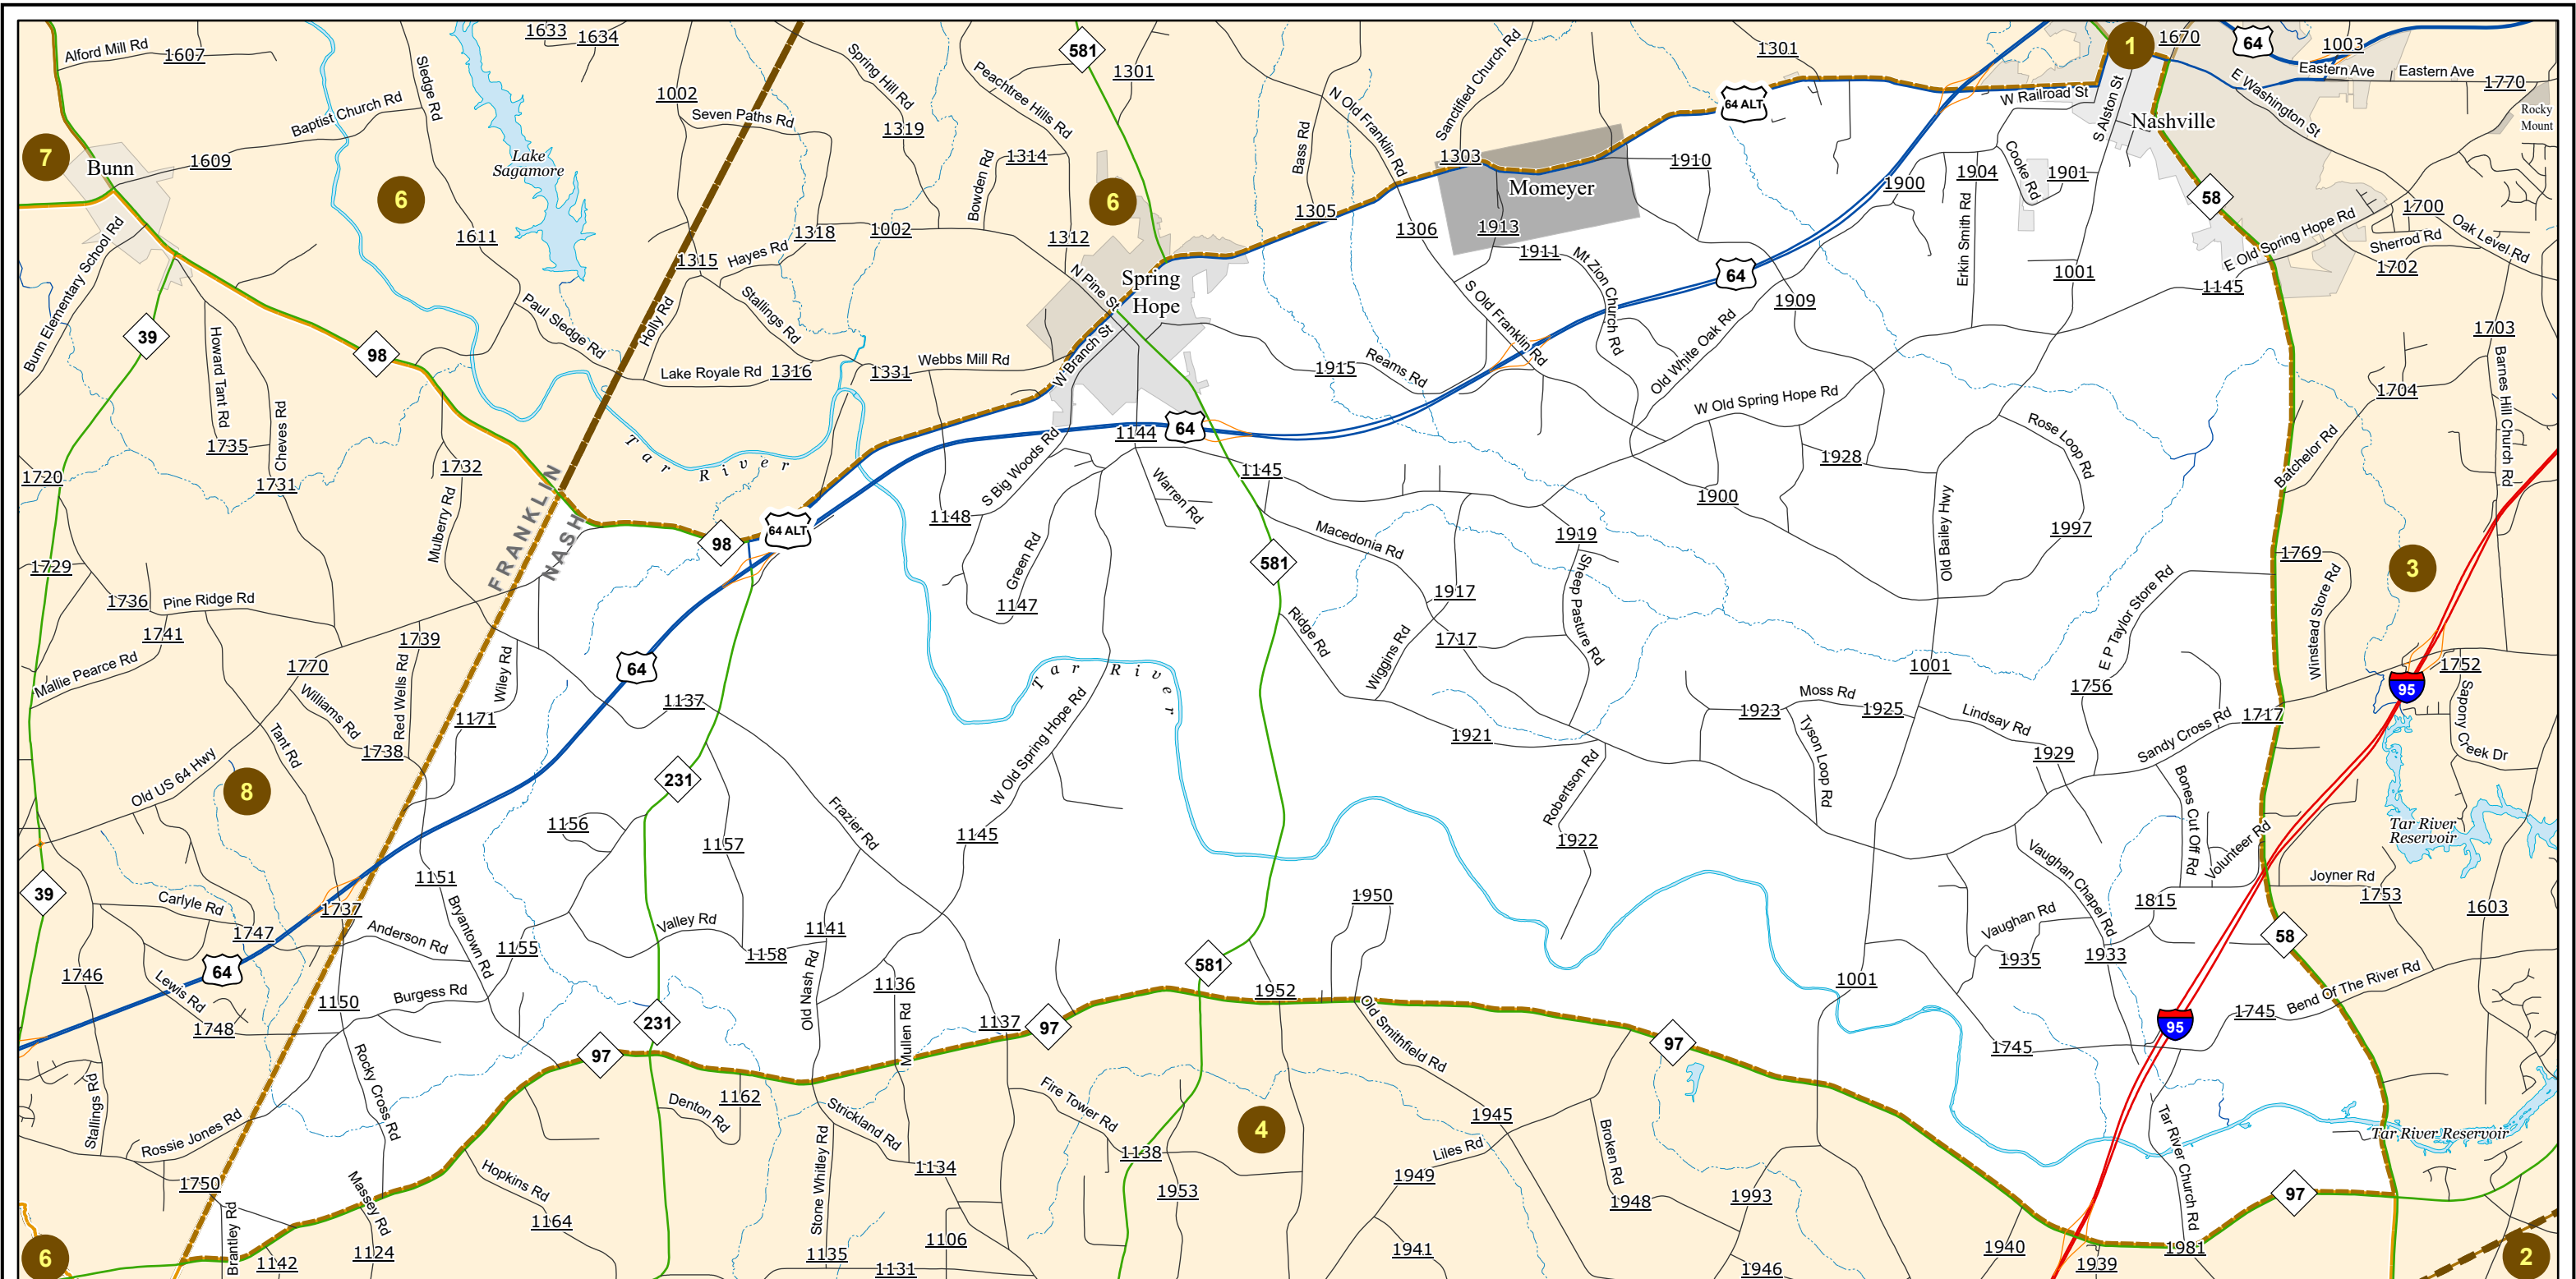 1633
1634
Alford Mill Rd
1607
Sledge Rd
Spring Hill Rd
581
1301
Sanctified Church Rd
1301
1
1670
64
1003
Eastern Ave
Eastern Ave
1770
Peachtree Hills Rd
1002
Seven Paths Rd
1319
N Old Franklin Rd
64 ALT
W Railroad St
S Alston St
E Washington St
Rocky
Mount
Nashville
Baptist Church Rd
7
Bunn
1609
Lake
Sagamore
1314
Bowden Rd
Bass Rd
1303
1910
Momeyer
1900
1904
Cooke Rd
1901
58
6
6
1305
1306
1913
Erkin Smith Rd
1700
Oak Level Rd
E Old Spring Hope Rd
Sherrod Rd
1702
1611
1318
1002
1312
1315
Hayes Rd
Bunn Elementary School Rd
N Pine St
Spring
Hope
1911
Mt Zion Church Rd
64
1909
1001
1145
Paul Sledge Rd
Holly Rd
Stallings Rd
S Old Franklin Rd
39
98
Howard Tant Rd
Lake Royale Rd
1316
1331
Webbs Mill Rd
W Branch St
1915
Reams Rd
Old White Oak Rd
1703
Barnes Hill Church Rd
W Old Spring Hope Rd
1704
1735
Cheves Rd
64
1144
Tar River
Rose Loop Rd
Batchelor Rd
1720
1731
1732
Mulberry Rd
FRANKLIN
NASH
S Big Woods Rd
Warren Rd
1145
1928
1900
1148
98
64 ALT
Macedonia Rd
1919
Old Bailey Hwy
1997
1729
581
Green Rd
1147
Sheep Pasture Rd
1917
1769
3
Winstead Store Rd
1736
Pine Ridge Rd
1741
1739
Ridge Rd
Wiggins Rd
1717
E P Taylor Store Rd
Mallie Pearce Rd
1770
Williams Rd
Red Wells Rd
Wiley Rd
64
Tar River
1001
1756
1752
95
Sapony Creek Dr
1171
1137
W Old Spring Hope Rd
1738
Tant Rd
1921
1923
Moss Rd
1925
Lindsay Rd
1717
Sandy Cross Rd
1929
Old US 64 Hwy
8
231
Robertson Rd
Tyson Loop Rd
Bones Cut Off Rd
1156
1157
Frazier Rd
1145
1922
Volunteer Rd
Tar River
Reservoir
39
1151
Vaughan Chapel Rd
Joyner Rd
1753
Carlyle Rd
1737
Bryantown Rd
1950
1815
1603
1747
Anderson Rd
1155
Valley Rd
1158
1141
Vaughan Rd
58
64
1746
581
1935
1933
Lewis Rd
1150
Burgess Rd
Old Nash Rd
1136
1952
1001
Bend Of The River Rd
1748
231
Mullen Rd
1137
97
Old Smithfield Rd
97
95
1745
1745
97
Rocky Cross Rd
Stallings Rd
Rossie Jones Rd
1162
Denton Rd
Strickland Rd
Fire Tower Rd
4
1945
Broken Rd
Tar River Church Rd
Tar River Reservoir
1138
Liles Rd
1134
Stone Whitley Rd
1750
Massey Rd
Hopkins Rd
1953
1949
1948
1993
97
Brantley Rd
1164
6
1142
1124
1135
1106
1131
1941
1946
1940
1981
1939
2